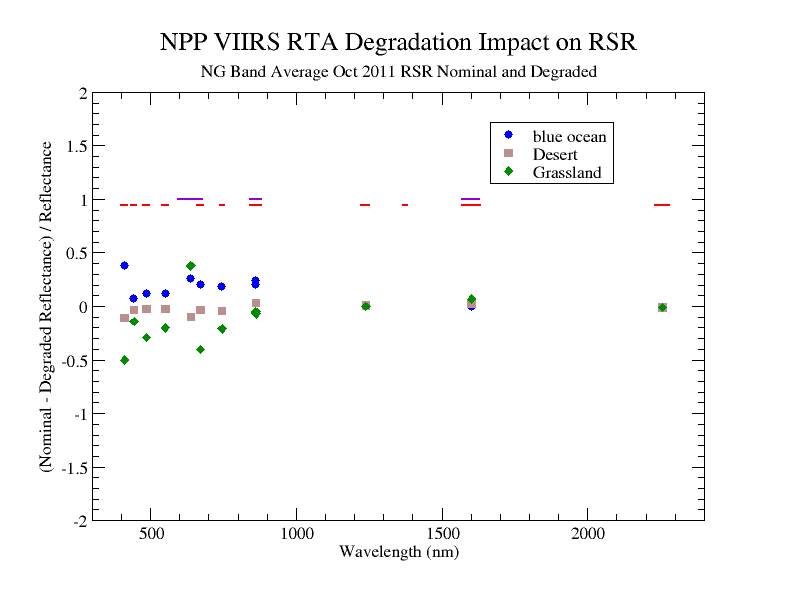 NPP VIIRS RTA Degradation Impact on RSR
NG Band Average Oct 2011 RSR Nominal and Degraded
(Nominal - Degraded Reflectance) / Reflectance
2
1.5
1
0.5
0
-0.5
-1
-1.5
-2
blue ocean
Desert
Grassland
500
1000
1500
2000
Wavelength (nm)